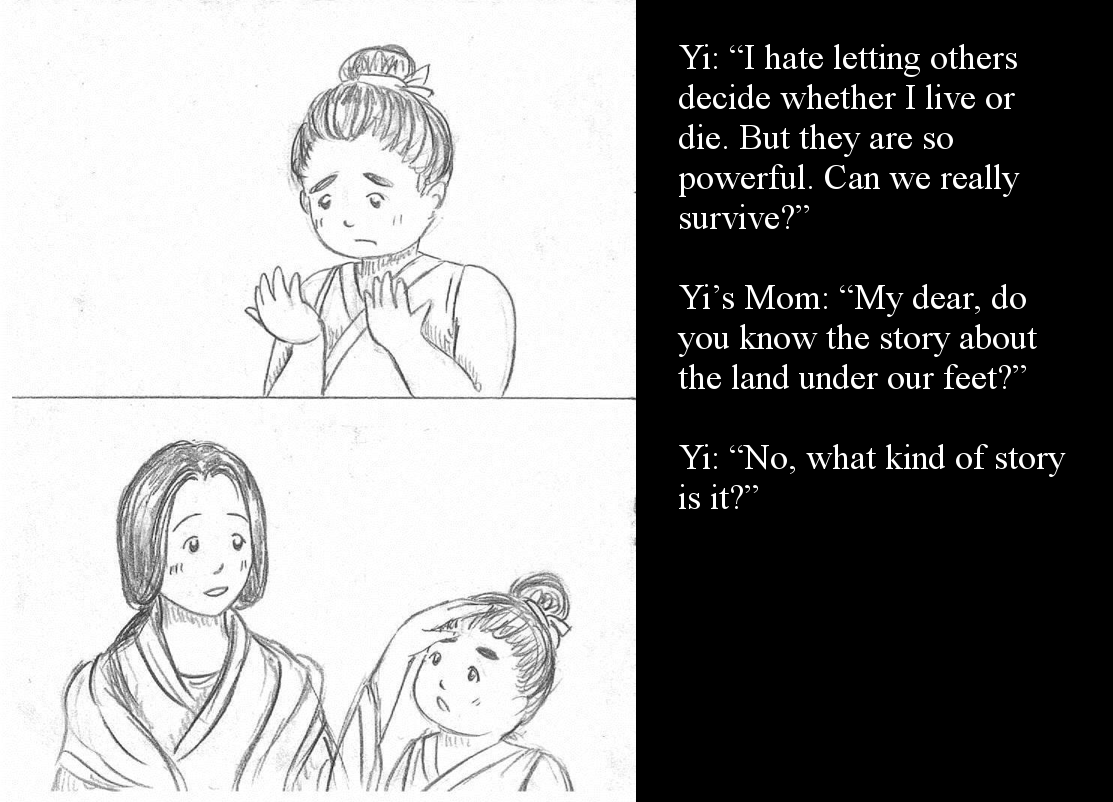 Yi: “I hate letting others
decide whether I live or
die. But they are so
powerful. Can we really
survive?”
Yi’s Mom: “My dear, do
you know the story about
the land under our feet?”
Yi: “No, what kind of story
is it?”